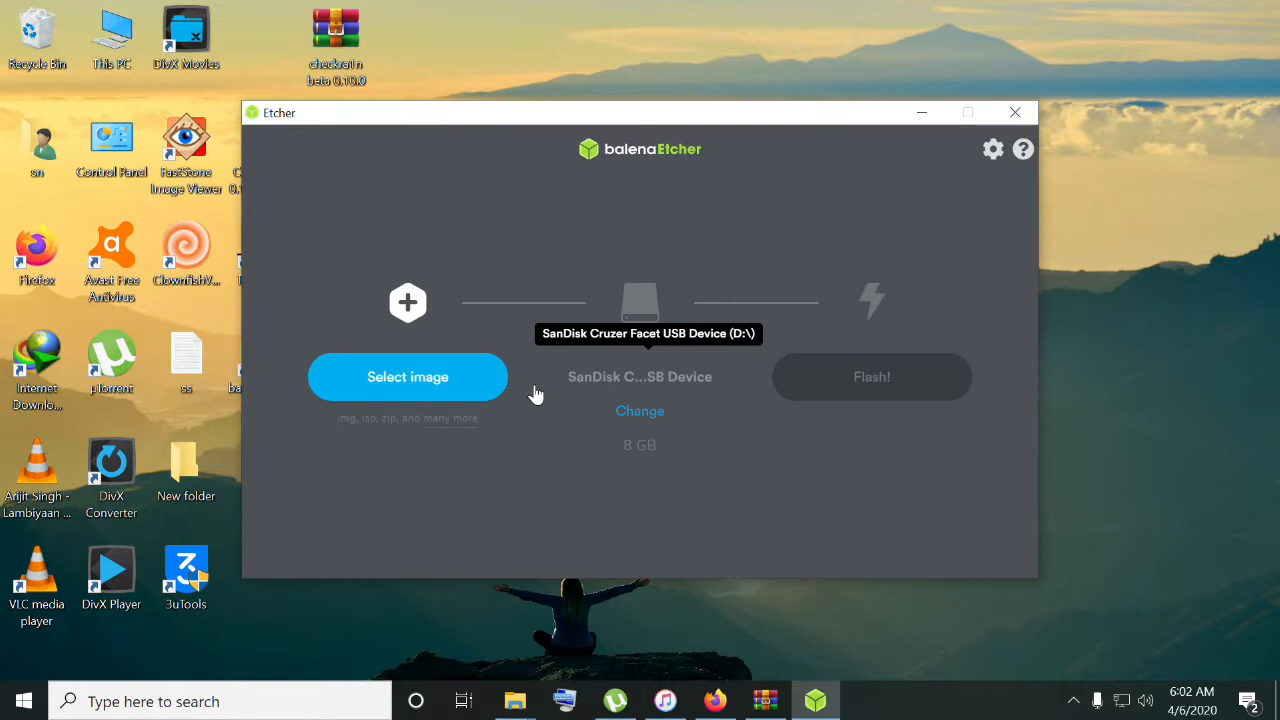 Recycle Bin
This PC
DivX Movies
checkra1n
beta 0.10.0
sn
Control Panel
FastStone
Image Viewer
Firefox
Avast Free
Antivirus
ClownfishV...
Internet
Downlo...
µTorrent
ss
Arijit Singh -
Lambiyaan ...
DivX
Converter
New folder
VLC media
player
DivX Player
3uTools
Etcher
balenaEtcher
SanDisk Cruzer Facet USB Device (D:\)
Select image
SanDisk C...SB Device
Flash!
img, iso, zip, and many more
Change
8 GB
Type here to search
6:02 AM
4/6/2020
2